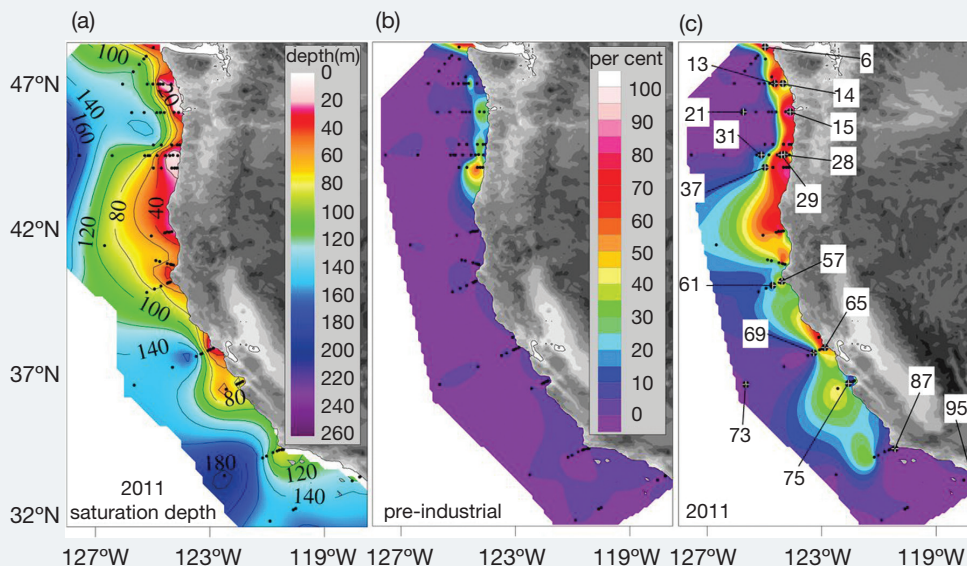 (a)
(b)
(c)
47°N
42°N
37°N
32°N
depth(m)
0
20
40
60
80
100
120
140
160
180
200
220
240
260
100
20
140
160
120
80
40
100
140
80
180
120
140
2011
saturation depth
127°W
123°W
119°W
per cent
100
90
80
70
60
50
40
30
20
10
0
pre-industrial
127°W
123°W
119°W
6
13
14
21
15
31
28
37
29
57
61
65
69
87
95
73
75
2011
127°W
123°W
119°W